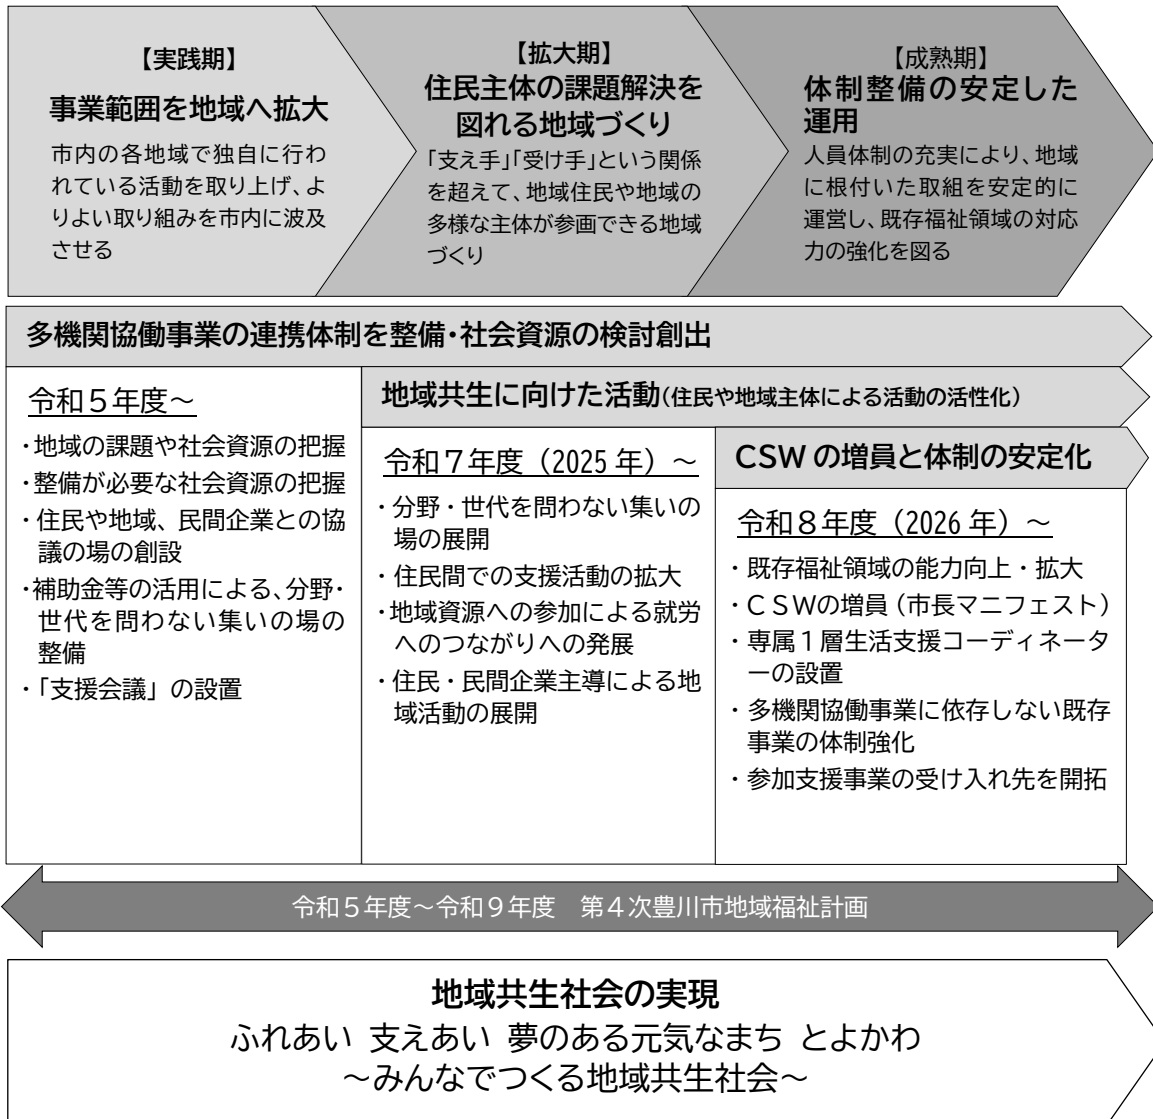 【実践期】
事業範囲を地域へ拡大
市内の各地域で独自に行わ
れている活動を取り上げ、よ
りよい取り組みを市内に波及
させる
【拡大期】
住民主体の課題解決を
図れる地域づくり
「支え手」「受け手」という関係
を超えて、地域住民や地域の
多様な主体が参画できる地域
づくり
【成熟期】
体制整備の安定した
運用
人員体制の充実により、地域
に根付いた取組を安定的に
運営し、既存福祉領域の対応
力の強化を図る
多機関協働事業の連携体制を整備・社会資源の検討創出
令和５年度～
・地域の課題や社会資源の把握
・整備が必要な社会資源の把握
・住民や地域、民間企業との協
議の場の創設
・補助金等の活用による、分野・
世代を問わない集いの場の
整備
・「支援会議」の設置
地域共生に向けた活動（住民や地域主体による活動の活性化）
令和７年度（2025 年）～
・分野・世代を問わない集いの
場の展開
・住民間での支援活動の拡大
・地域資源への参加による就労
へのつながりへの発展
・住民・民間企業主導による地
域活動の展開
CSW の増員と体制の安定化
令和８年度（2026 年）～
・既存福祉領域の能力向上・拡大
・ＣＳＷの増員（市長マニフェスト）
・専属１層生活支援コーディネータ
ーの設置
・多機関協働事業に依存しない既存
事業の体制強化
・参加支援事業の受け入れ先を開拓
令和５年度～令和９年度　第４次豊川市地域福祉計画
地域共生社会の実現
ふれあい 支えあい 夢のある元気なまち とよかわ
～みんなでつくる地域共生社会～